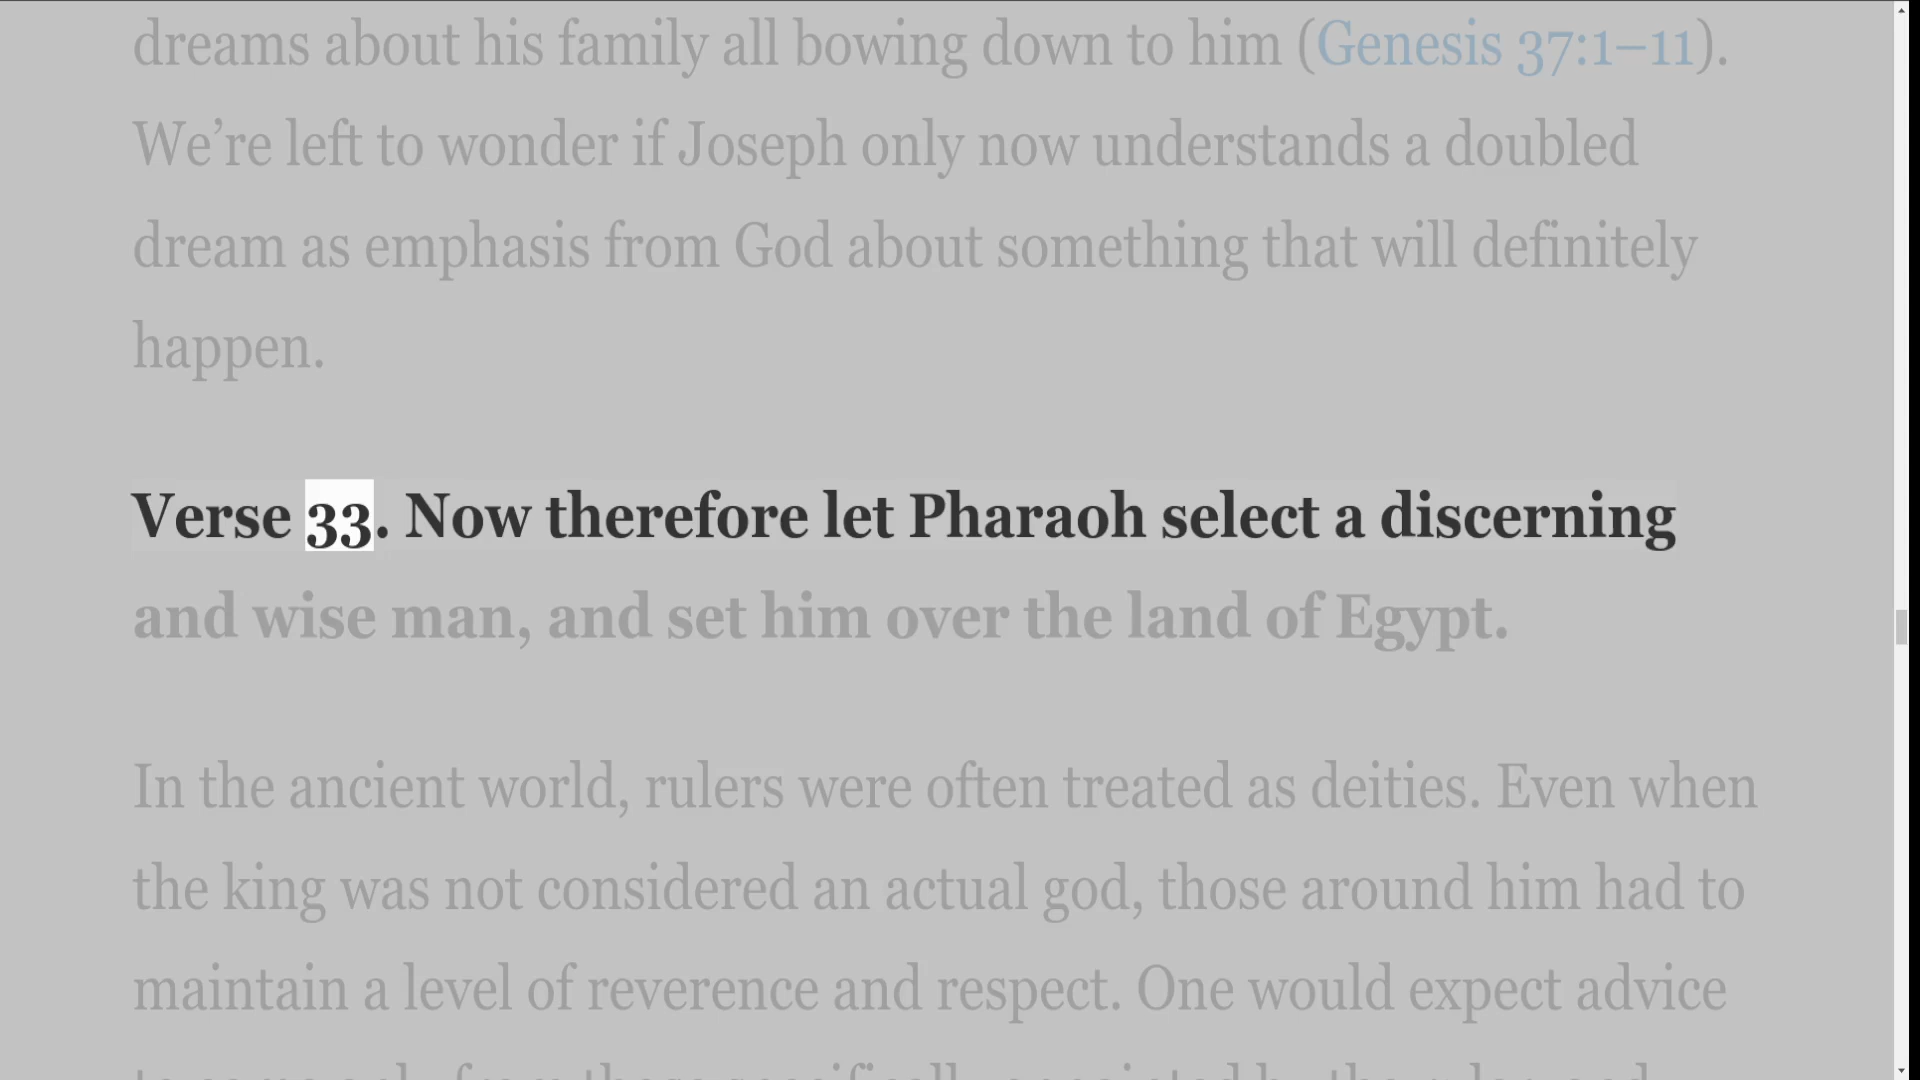 dreams about his family all bowing down to him (Genesis 37:1–11).
We’re left to wonder if Joseph only now understands a doubled
dream as emphasis from God about something that will definitely
happen.
Verse 33. Now therefore let Pharaoh select a discerning
and wise man, and set him over the land of Egypt.
In the ancient world, rulers were often treated as deities. Even when
the king was not considered an actual god, those around him had to
maintain a level of reverence and respect. One would expect advice